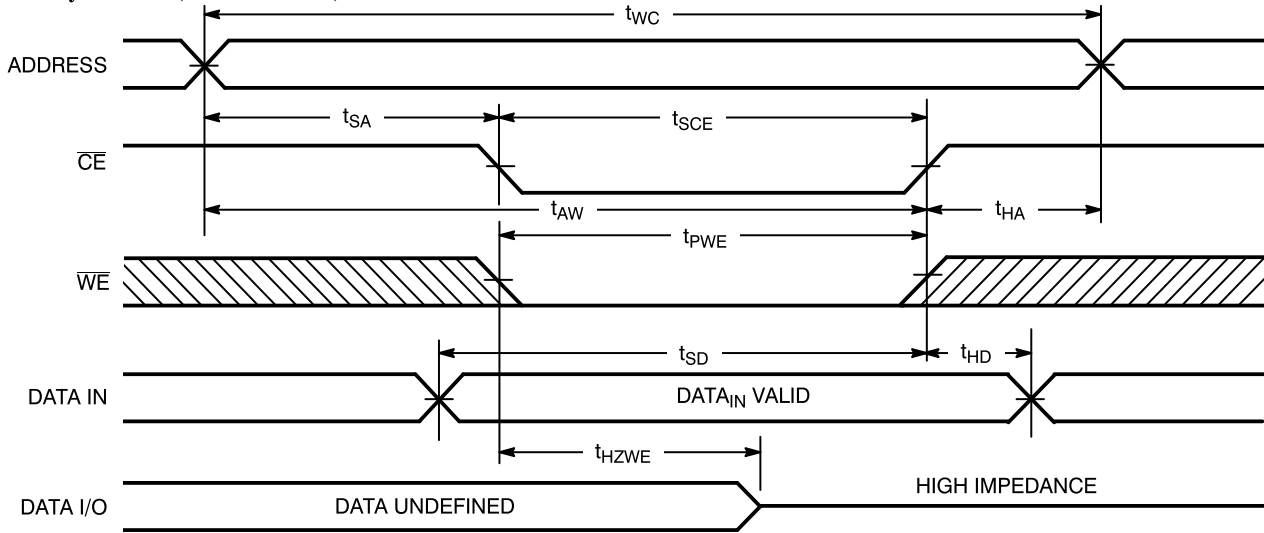 tWC
ADDRESS
tSA
tSCE
CE
tAW
tHA
tPWE
WE
tSD
tHD
DATA IN
DATAIN VALID
tHZWE
DATA I/O
DATA UNDEFINED
HIGH IMPEDANCE